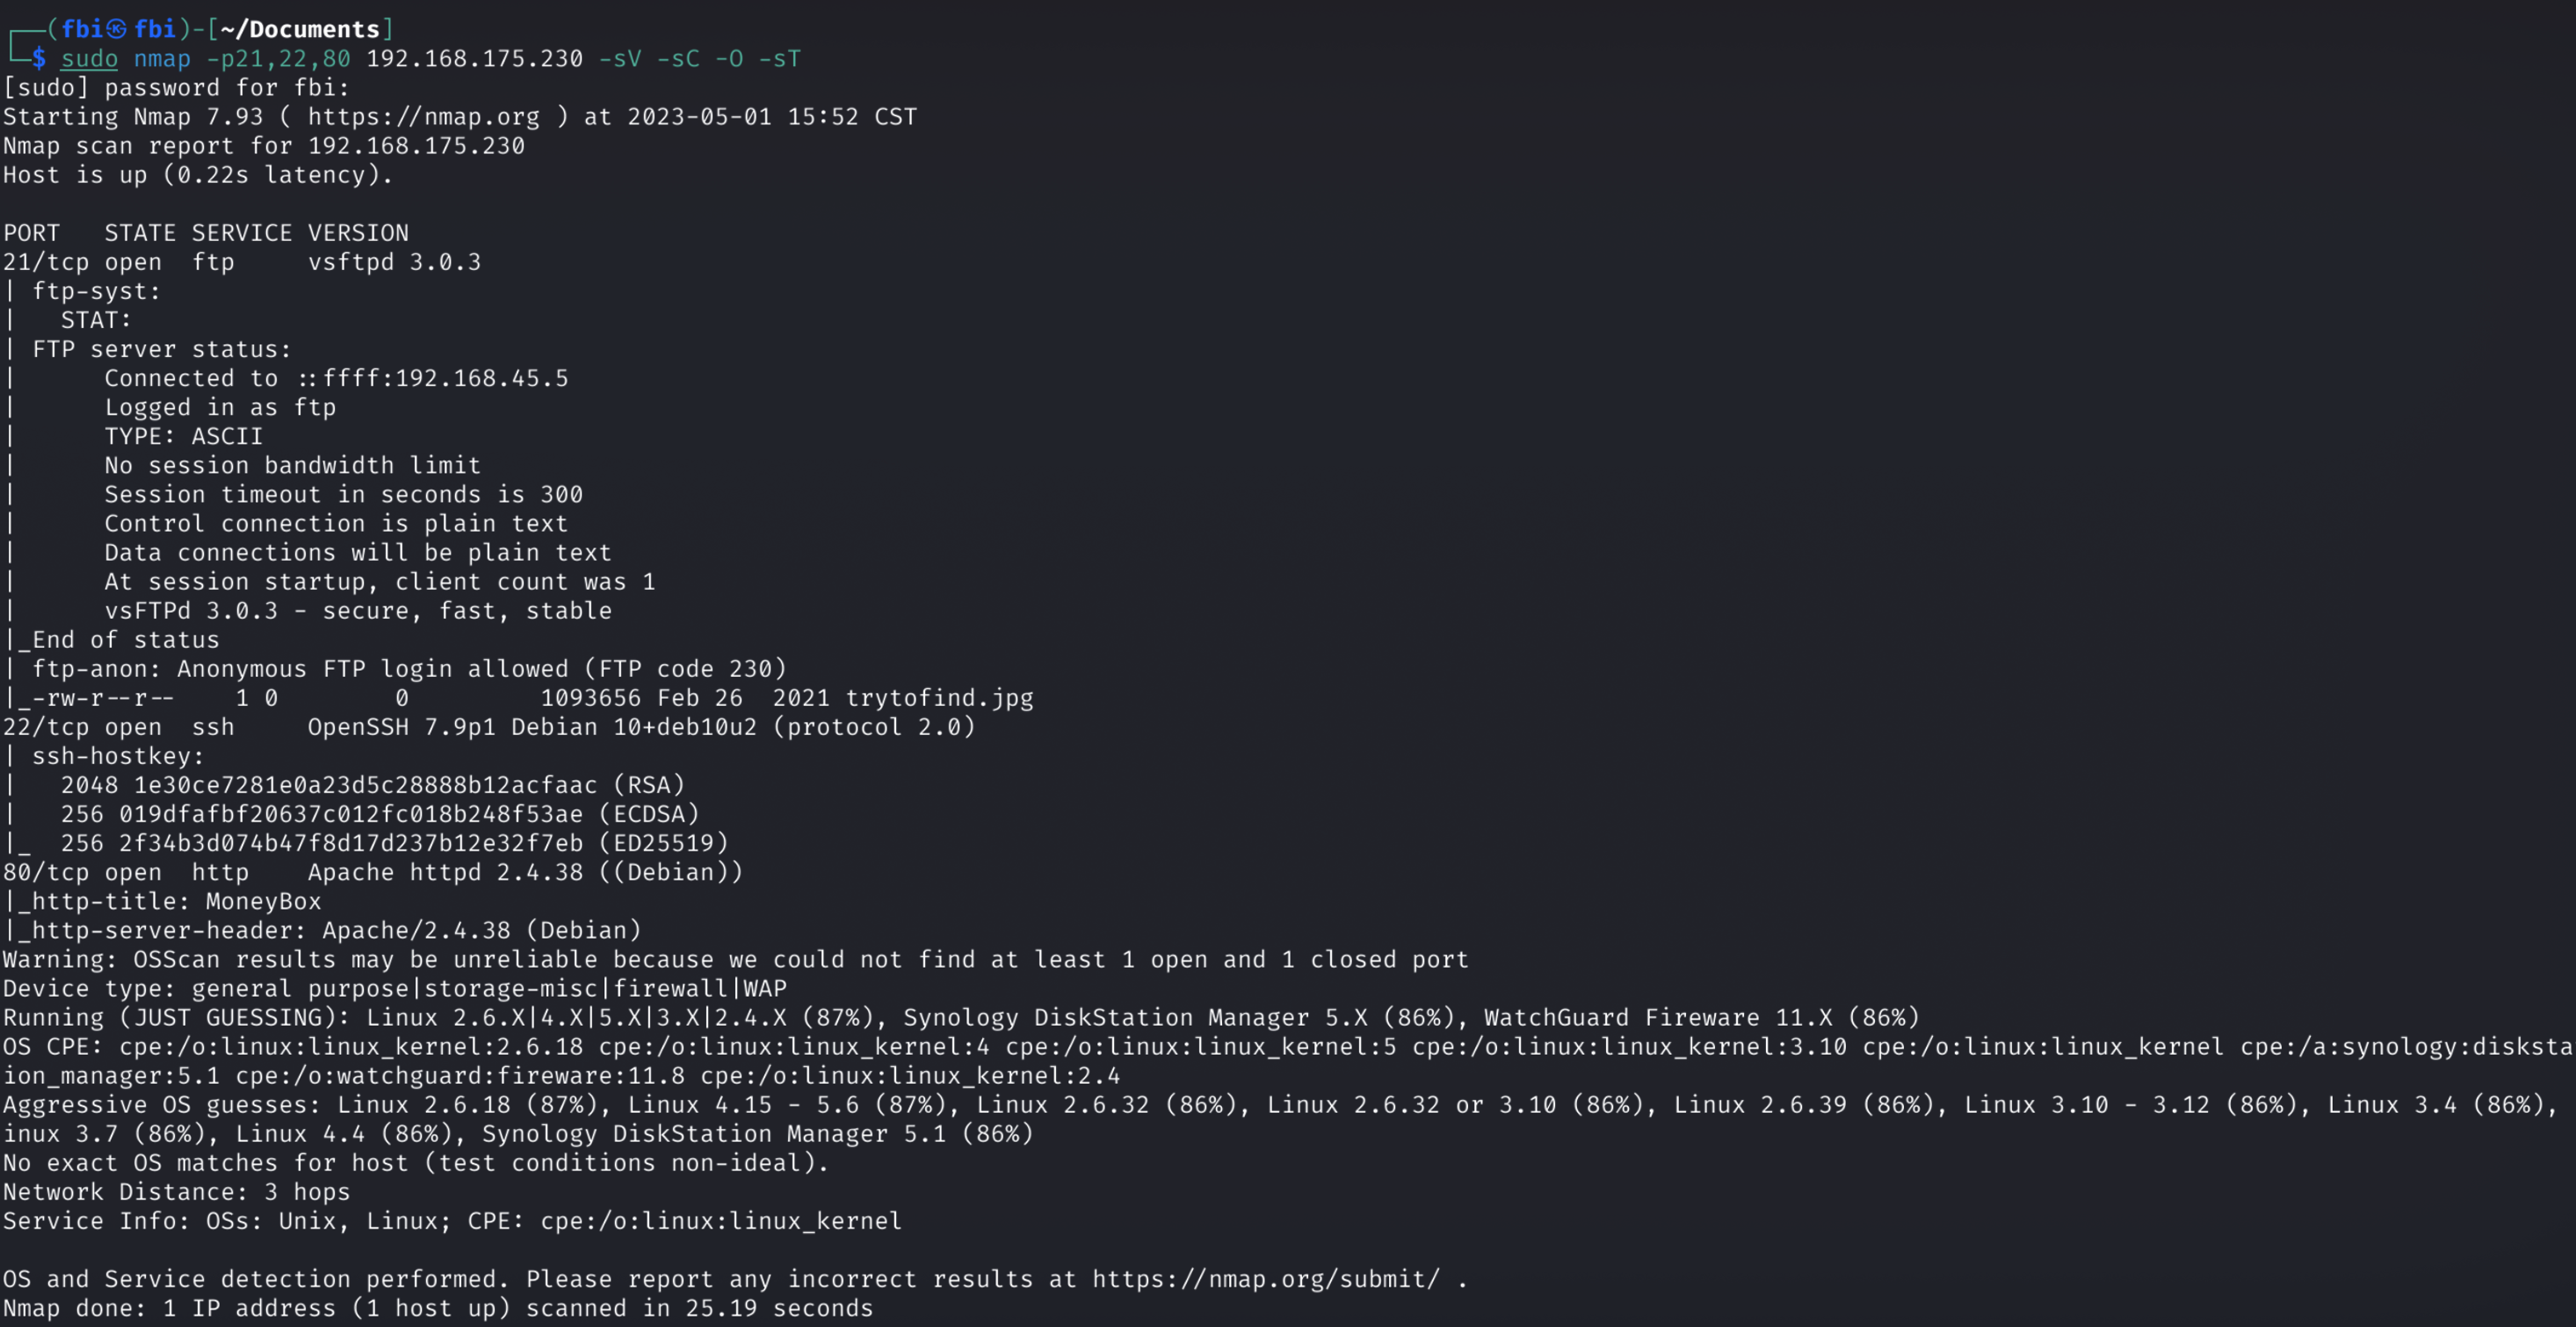 ┌──(fbi㉿fbi)-[~/Documents]
└─$ sudo nmap -p21,22,80 192.168.175.230 -sV -sC -O -sT
[sudo] password for fbi:
Starting Nmap 7.93 ( https://nmap.org ) at 2023-05-01 15:52 CST
Nmap scan report for 192.168.175.230
Host is up (0.22s latency).

PORT   STATE SERVICE VERSION
21/tcp open  ftp     vsftpd 3.0.3
| ftp-syst:
|   STAT:
| FTP server status:
|      Connected to ::ffff:192.168.45.5
|      Logged in as ftp
|      TYPE: ASCII
|      No session bandwidth limit
|      Session timeout in seconds is 300
|      Control connection is plain text
|      Data connections will be plain text
|      At session startup, client count was 1
|      vsFTPd 3.0.3 - secure, fast, stable
|_End of status
| ftp-anon: Anonymous FTP login allowed (FTP code 230)
|_-rw-r--r--    1 0        0         1093656 Feb 26  2021 trytofind.jpg
22/tcp open  ssh     OpenSSH 7.9p1 Debian 10+deb10u2 (protocol 2.0)
| ssh-hostkey:
|   2048 1e30ce7281e0a23d5c28888b12acfaac (RSA)
|   256 019dfafbf20637c012fc018b248f53ae (ECDSA)
|_  256 2f34b3d074b47f8d17d237b12e32f7eb (ED25519)
80/tcp open  http    Apache httpd 2.4.38 ((Debian))
|_http-title: MoneyBox
|_http-server-header: Apache/2.4.38 (Debian)
Warning: OSScan results may be unreliable because we could not find at least 1 open and 1 closed port
Device type: general purpose|storage-misc|firewall|WAP
Running (JUST GUESSING): Linux 2.6.X|4.X|5.X|3.X|2.4.X (87%), Synology DiskStation Manager 5.X (86%), WatchGuard Fireware 11.X (86%)
OS CPE: cpe:/o:linux:linux_kernel:2.6.18 cpe:/o:linux:linux_kernel:4 cpe:/o:linux:linux_kernel:5 cpe:/o:linux:linux_kernel:3.10 cpe:/o:linux:linux_kernel cpe:/a:synology:disksta
ion_manager:5.1 cpe:/o:watchguard:fireware:11.8 cpe:/o:linux:linux_kernel:2.4
Aggressive OS guesses: Linux 2.6.18 (87%), Linux 4.15 - 5.6 (87%), Linux 2.6.32 (86%), Linux 2.6.32 or 3.10 (86%), Linux 2.6.39 (86%), Linux 3.10 - 3.12 (86%), Linux 3.4 (86%),
inux 3.7 (86%), Linux 4.4 (86%), Synology DiskStation Manager 5.1 (86%)
No exact OS matches for host (test conditions non-ideal).
Network Distance: 3 hops
Service Info: OSs: Unix, Linux; CPE: cpe:/o:linux:linux_kernel

OS and Service detection performed. Please report any incorrect results at https://nmap.org/submit/ .
Nmap done: 1 IP address (1 host up) scanned in 25.19 seconds